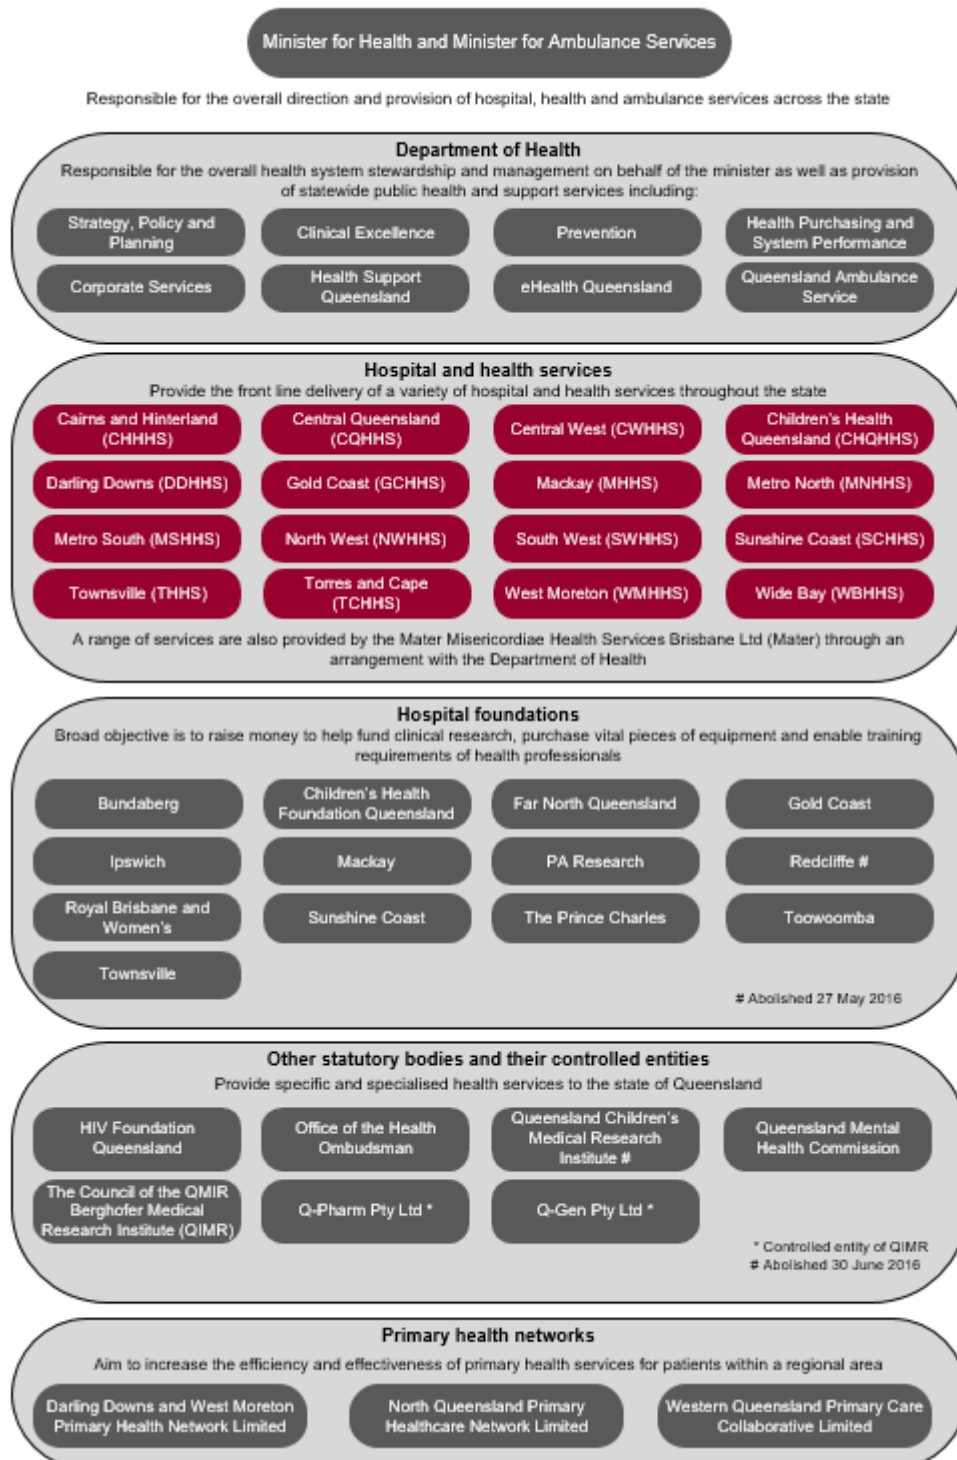 Minister for Health and Minister for Ambulance Services
Responsible for the overall direction and provision of hospital, health and ambulance services across the state
Department of Health
Responsible for the overall health system stewardship and management on behalf of the minister as well as provision
of statewide public health and support services including:
Strategy, Policy and
Planning
Clinical Excellence
Prevention
Health Purchasing and
System Performance
Corporate Services
Health Support
Queensland
eHealth Queensland
Queensland Ambulance
Service
Hospital and health services
Provide the front line delivery of a variety of hospital and health services throughout the state
Cairns and Hinterland
(CHHHS)
Central Queensland
(CQHHS)
Central West (CWHHS)
Children's Health
Queensland (CHQHHS)
Darling Downs (DDHHS)
Gold Coast (GCHHS)
Mackay (MHHS)
Metro North (MNHHS)
Metro South (MSHHS)
North West (NWHHS)
South West (SWHHS)
Sunshine Coast (SCHHS)
Townsville (THHS)
Torres and Cape
(TCHHS)
West Moreton (WMHHS)
Wide Bay (WBHHS)
A range of services are also provided by the Mater Misericordiae Health Services Brisbane Ltd (Mater) through an
arrangement with the Department of Health
Hospital foundations
Broad objective is to raise money to help fund clinical research, purchase vital pieces of equipment and enable training
requirements of health professionals
Bundaberg
Children's Health
Foundation Queensland
Far North Queensland
Gold Coast
Ipswich
Mackay
PA Research
Redcliffe #
Royal Brisbane and
Women's
Sunshine Coast
The Prince Charles
Toowoomba
Townsville
# Abolished 27 May 2016
Other statutory bodies and their controlled entities
Provide specific and specialised health services to the state of Queensland
HIV Foundation
Queensland
Office of the Health
Ombudsman
Queensland Children's
Medical Research
Institute #
Queensland Mental
Health Commission
The Council of the QMIR
Berghofer Medical
Research Institute (QIMR)
Q-Pharm Pty Ltd *
Q-Gen Pty Ltd *
* Controlled entity of QIMR
# Abolished 30 June 2016
Primary health networks
Aim to increase the efficiency and effectiveness of primary health services for patients within a regional area
Darling Downs and West Moreton
Primary Health Network Limited
North Queensland Primary
Healthcare Network Limited
Western Queensland Primary Care
Collaborative Limited